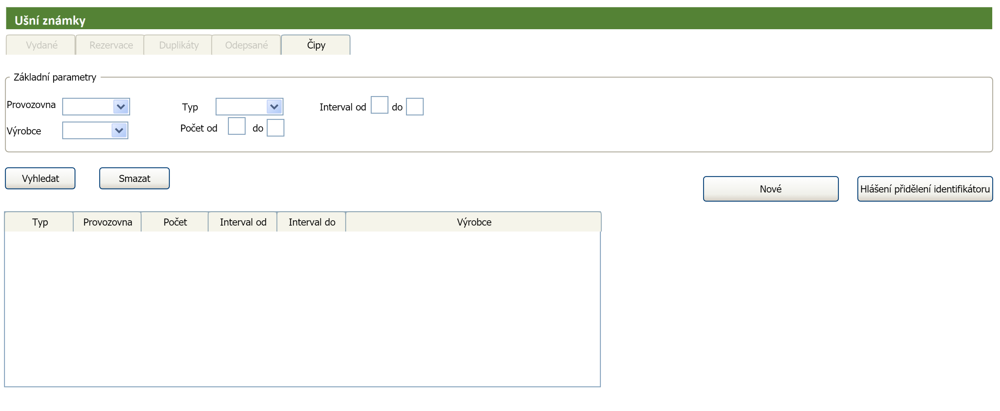 Ušní známky
Vydané Rezervace Duplikáty Odepsané Čipy
Základní parametry
Provozovna Typ Interval od do
Výrobce Počet od do
Vyhledat Smazat
Nové Hlášení přidělení identifikátoru
Typ Provozovna Počet Interval od Interval do Výrobce